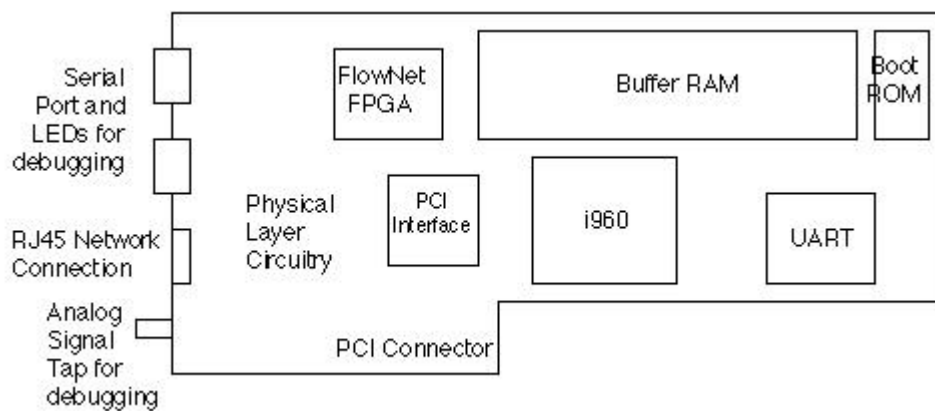 Serial
Port and
LEDs for
debugging
RJ45 Network
Connection
Analog
Signal
Tap for
debugging
FlowNet
FPGA
Buffer RAM
Boot
ROM
Physical
Layer
Circuitry
PCI
Interface
i960
UART
PCI Connector